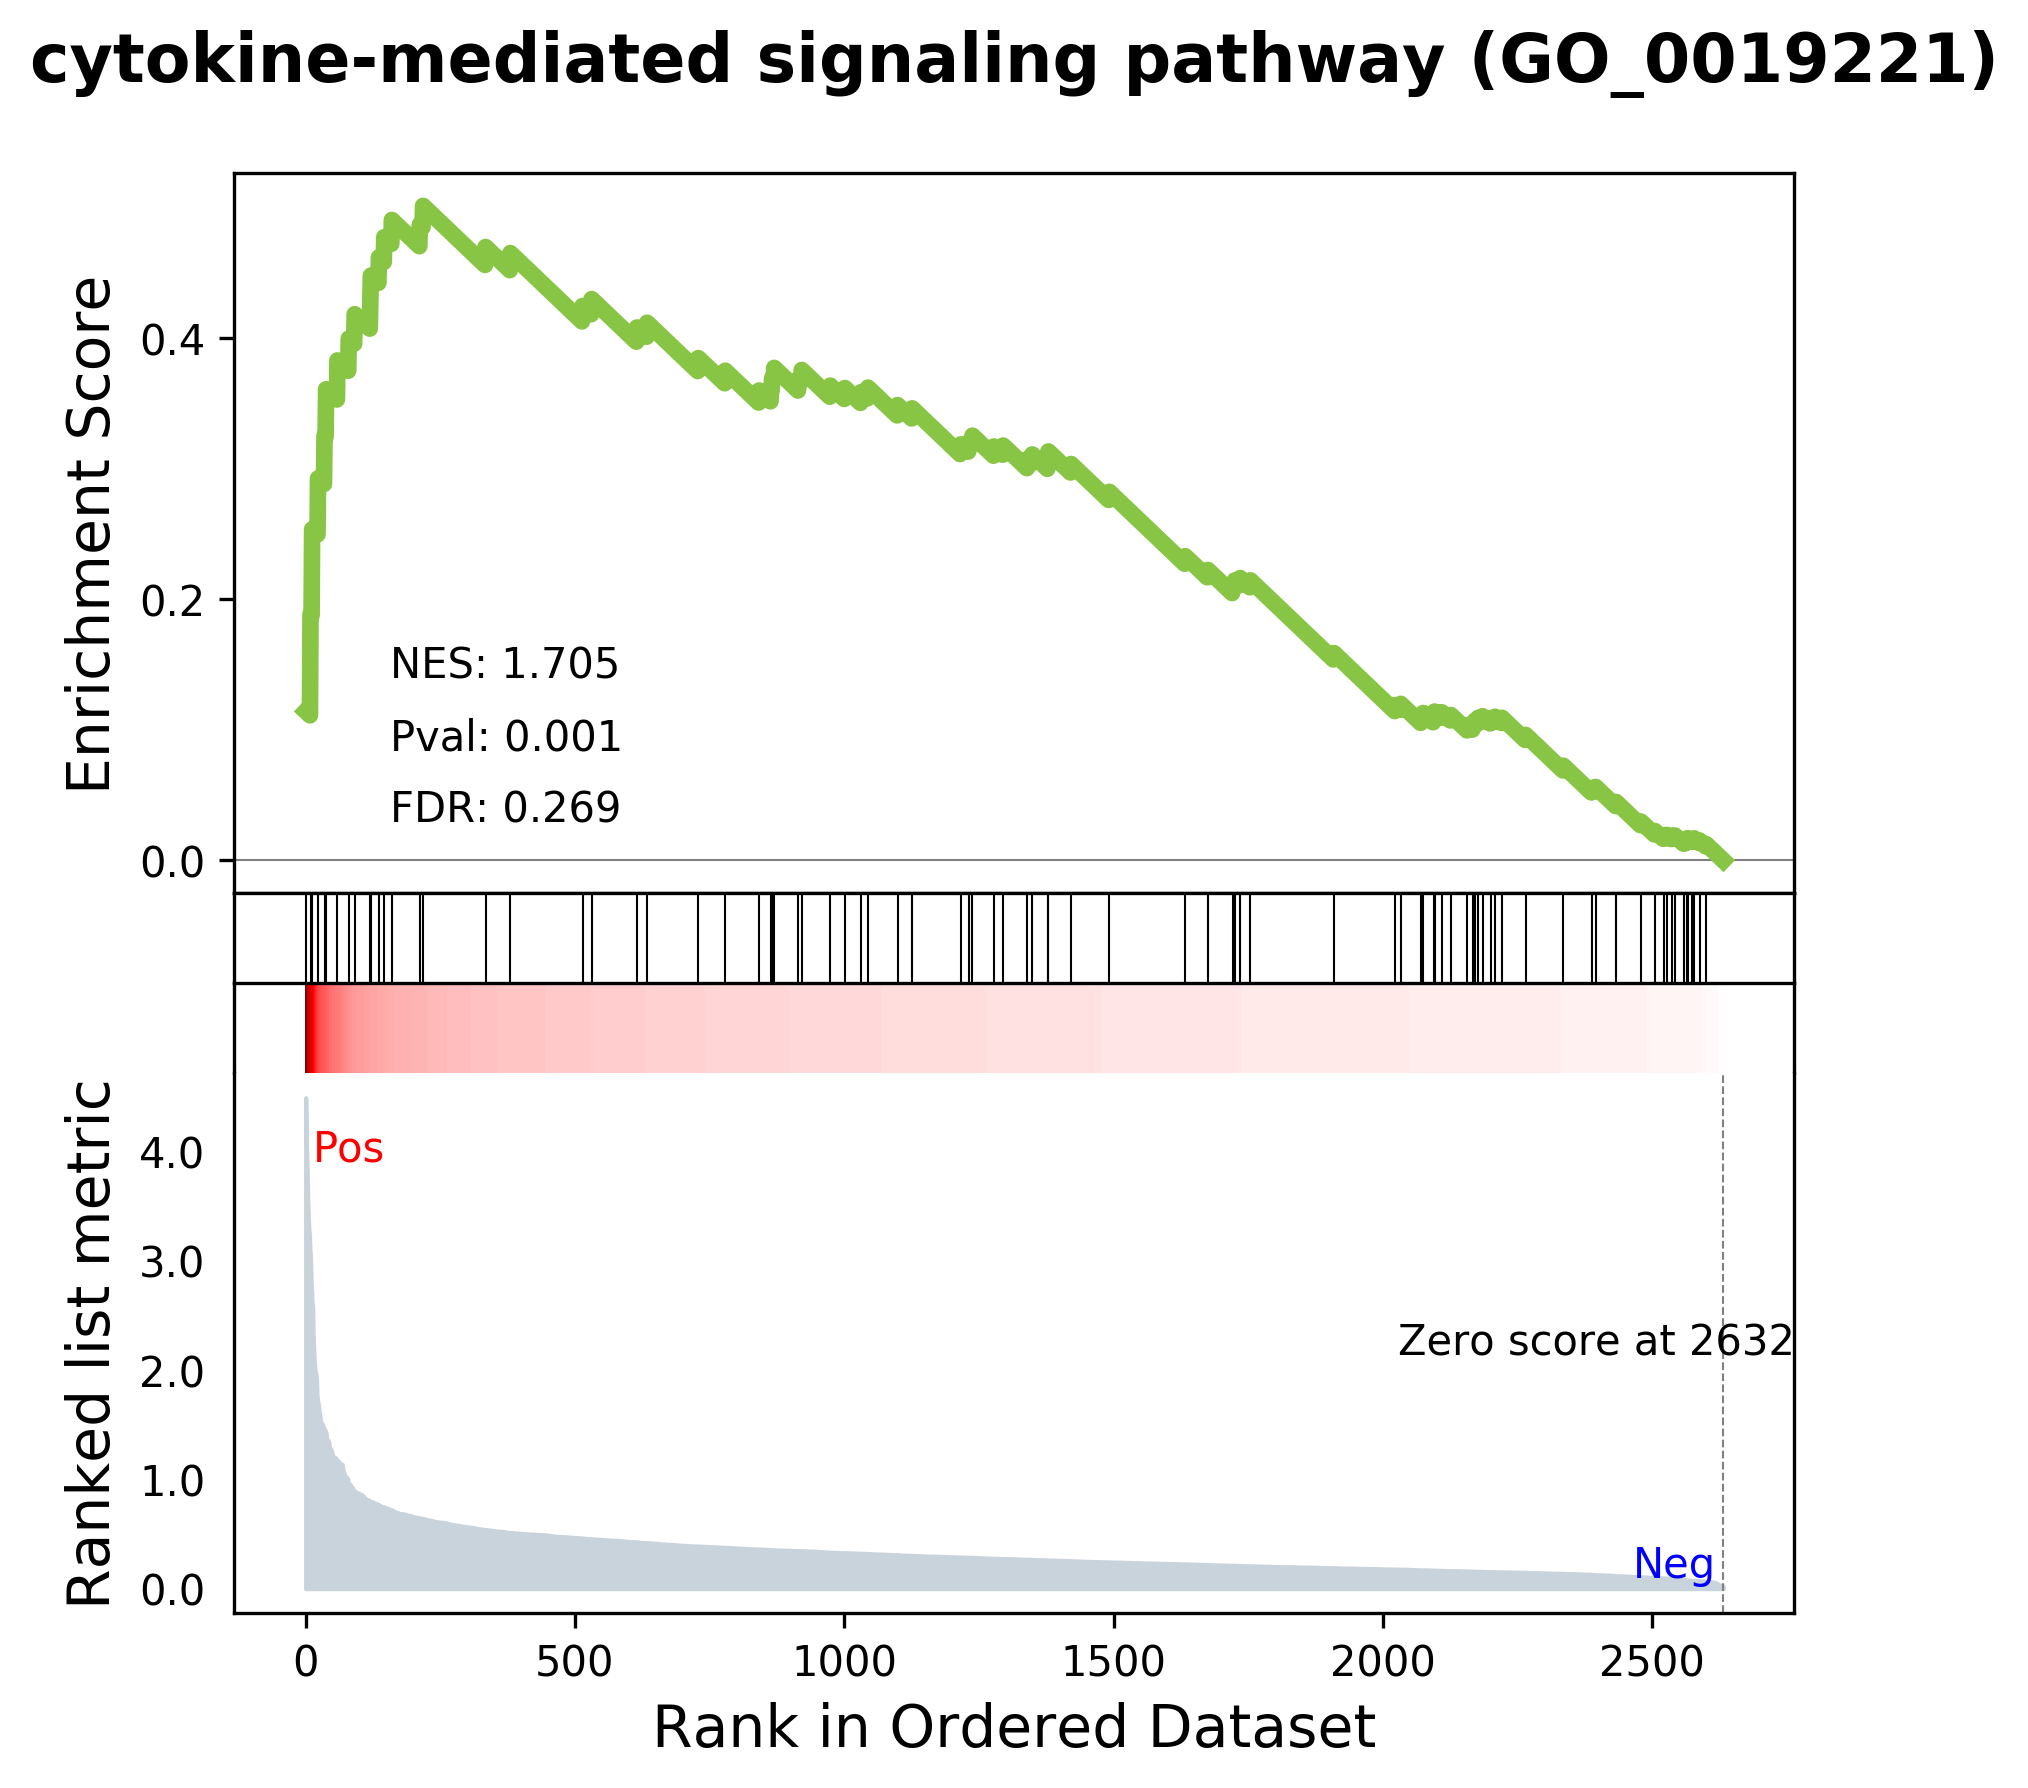 cytokine-mediated signaling pathway (GO_0019221)
Enrichment Score
0.4
0.2
0.0
NES: 1.705
Pval: 0.001
FDR: 0.269
Ranked list metric
4.0
3.0
2.0
1.0
0.0
Pos
Zero score at 2632
Neg
0 500 1000 1500 2000 2500
Rank in Ordered Dataset